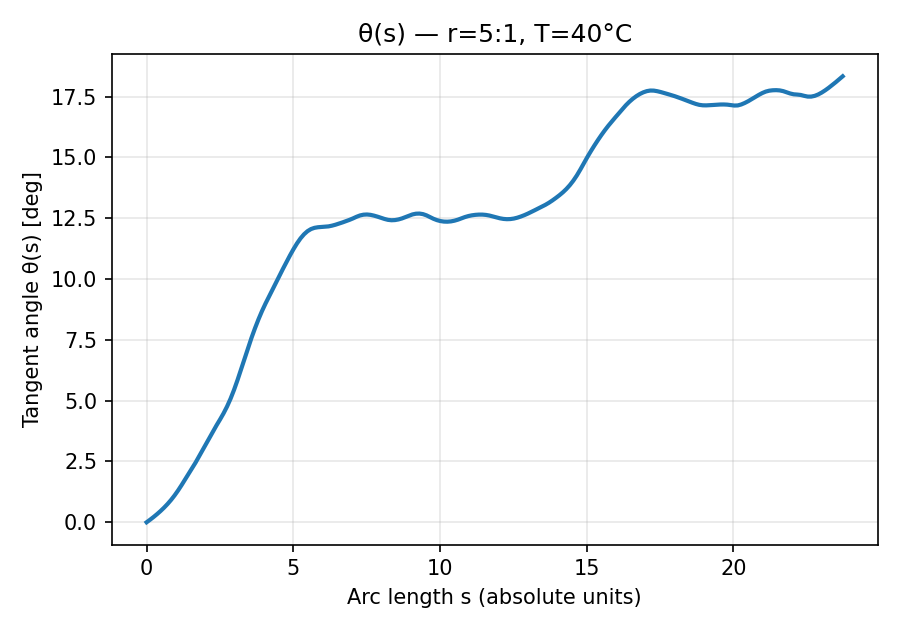 θ(s) — r=5:1, T=40°C
Tangent angle θ(s) [deg]
17.5
15.0
12.5
10.0
7.5
5.0
2.5
0.0
0 5 10 15 20
Arc length s (absolute units)